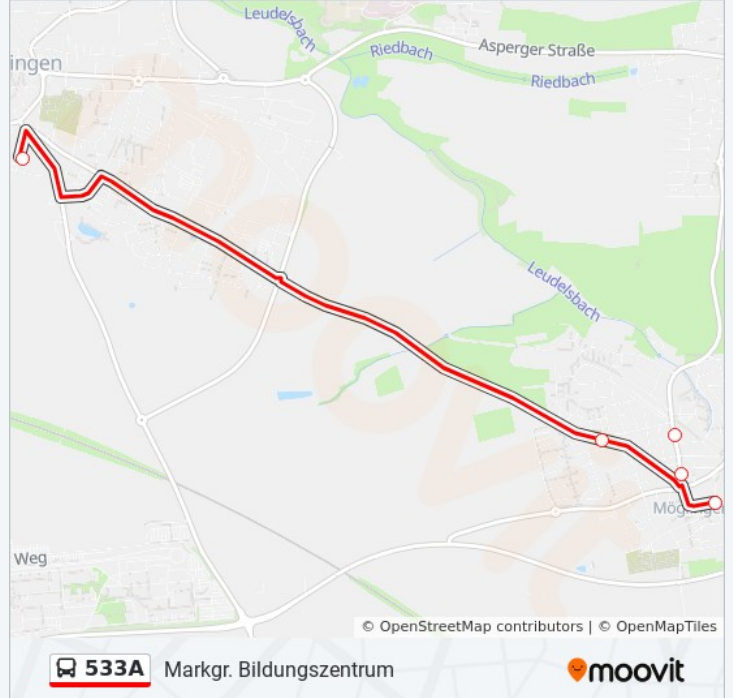 Leudelsbach
Riedbach
Asperger Straße
Riedbach
ingen
Leudelsbach
Weg
© OpenStreetMap contributors | © OpenMapTiles
533A Markgr. Bildungszentrum
moovit